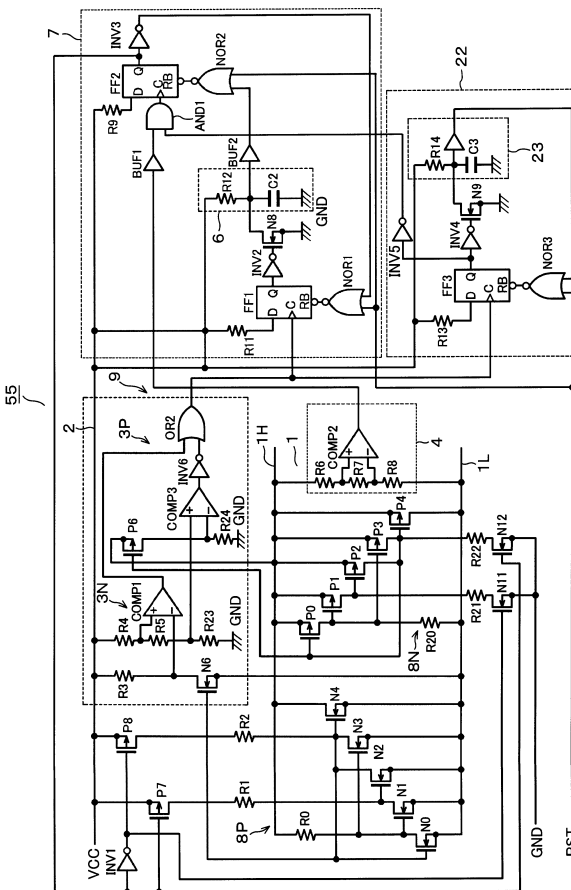 55
7
INV3
FF2
D
Q
C
RB
NOR2
R9
AND1
BUF1
BUF2
R12
C2
6
GND
N8
INV2
FF1
D
Q
C
RB
NOR1
R11
22
R14
C3
23
N9
INV4
INV5
FF3
D
Q
C
RB
NOR3
R13
9
2
3P
OR2
INV6
COMP3
+
−
P6
R24
GND
3N
COMP1
+
−
R4
R5
R23
GND
R3
N6
1H
1
COMP2
+
−
4
R6
R7
R8
1L
P4
P3
P2
P1
P0
R22
N12
R21
N11
8N
R20
P8
R2
N4
N3
N2
P7
R1
N1
8P
R0
N0
VCC
INV1
GND